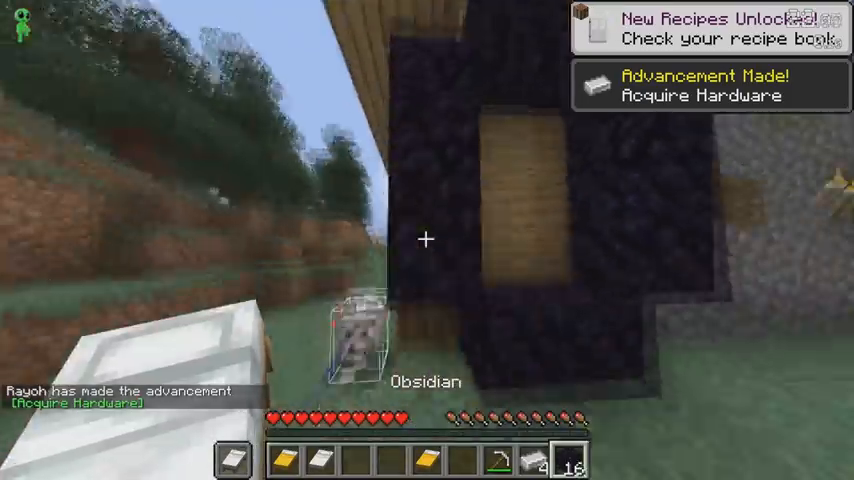 New Recipes Unlocked!
Check your recipe book
Advancement Made!
Acquire Hardware
Obsidian
Rayoh has made the advancement
[Acquire Hardware]
4
16